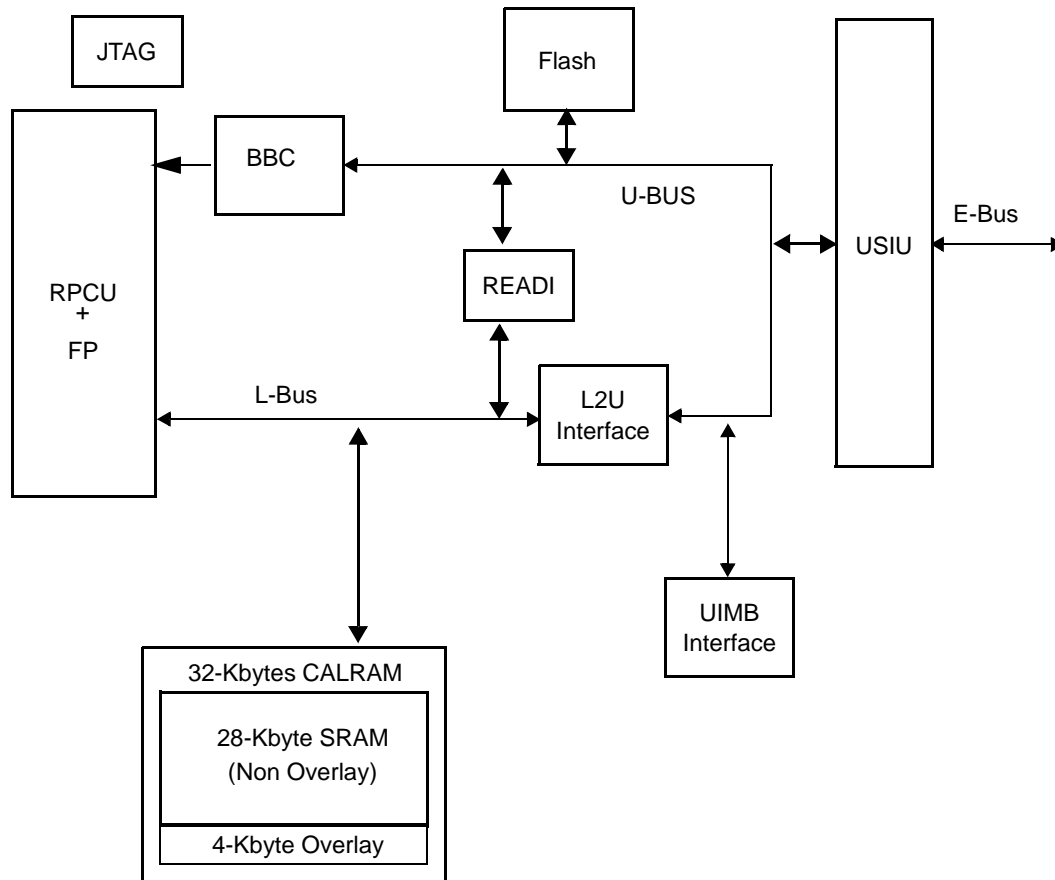 JTAG
Flash
BBC
U-BUS
E-Bus
USIU
READI
RPCU
+
FP
L-Bus
L2U
Interface
UIMB
Interface
32-Kbytes CALRAM
28-Kbyte SRAM
(Non Overlay)
4-Kbyte Overlay